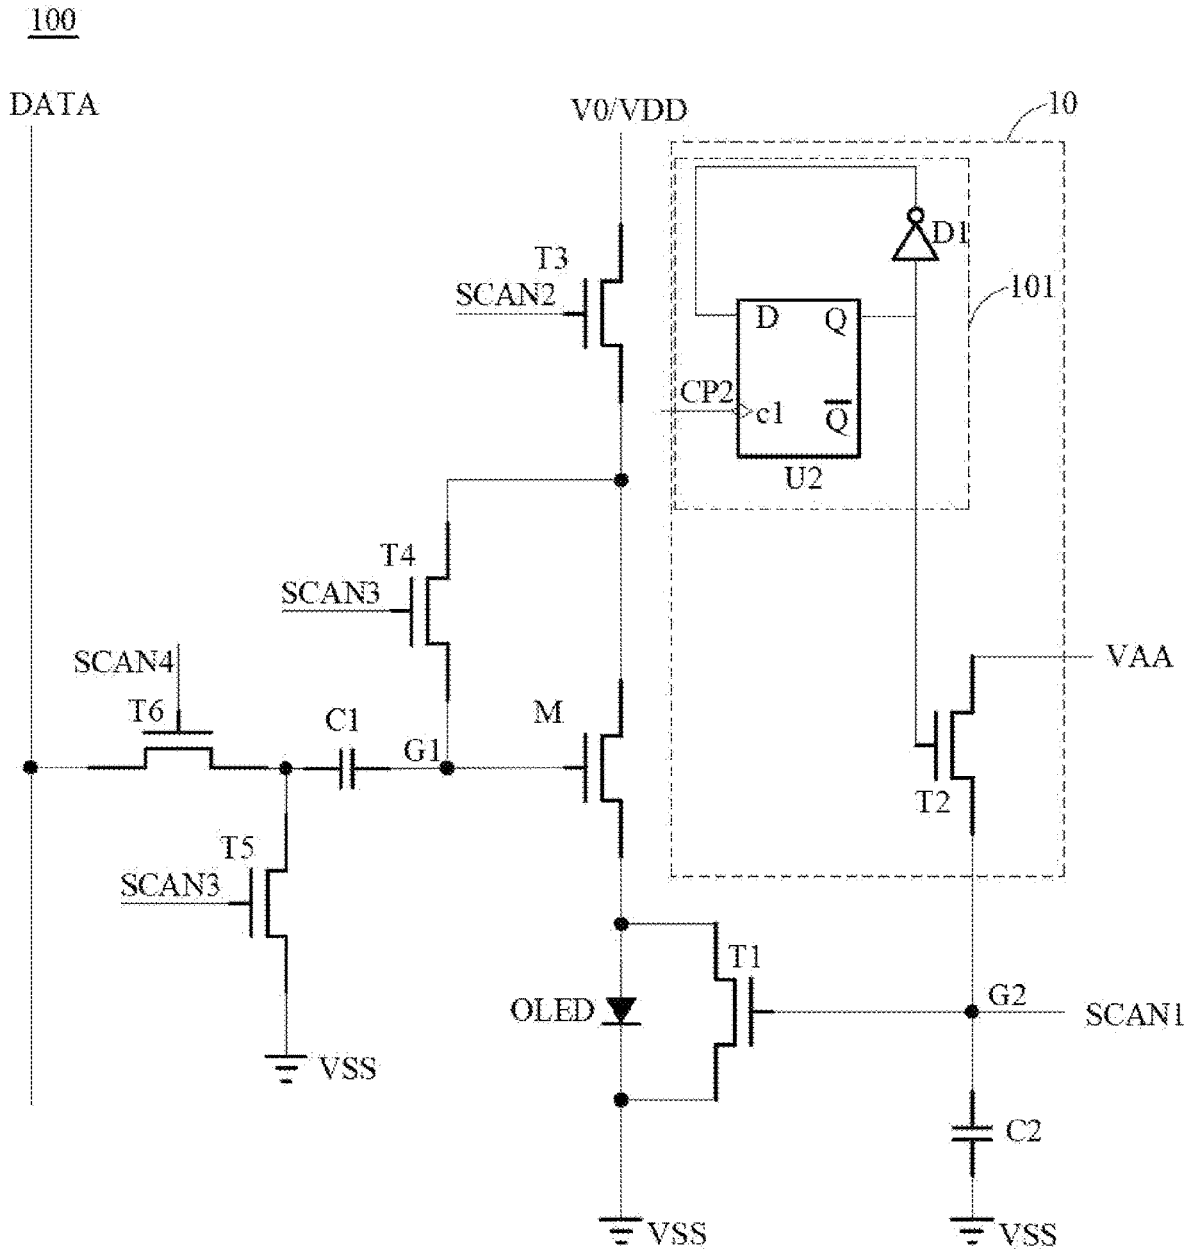 100
DATA
V0/VDD
10
D1
T3
SCAN2
101
D
Q
CP2
c1
Q̅
U2
T4
SCAN3
SCAN4
T6
C1
G1
M
VAA
T2
T5
SCAN3
T1
OLED
G2
SCAN1
VSS
C2
VSS
VSS